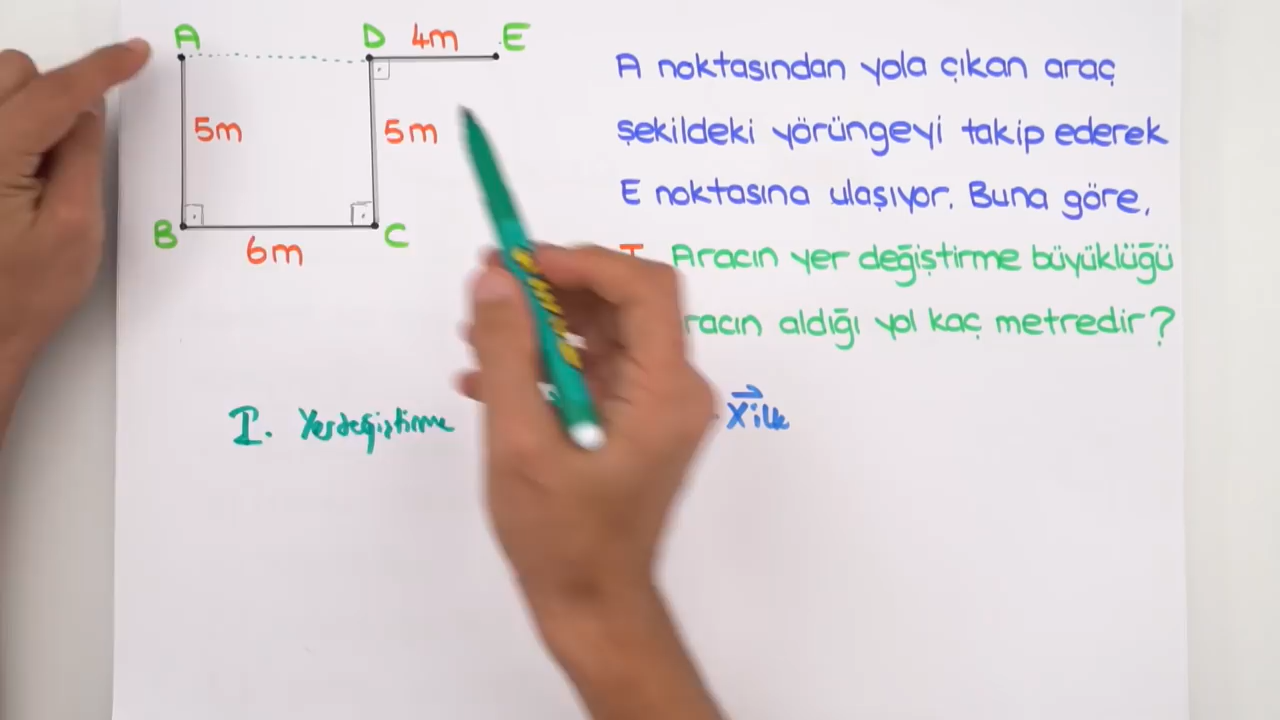 A D 4m E
5m 5m
B C
6m
A noktasından yola çıkan araç
şekildeki yörüngeyi takip ederek
E noktasına ulaşıyor. Buna göre,
I Aracın yer değiştirme büyüklüğü
racın aldığı yol kaç metredir?
I. Yerdeğiştirme
Xilk